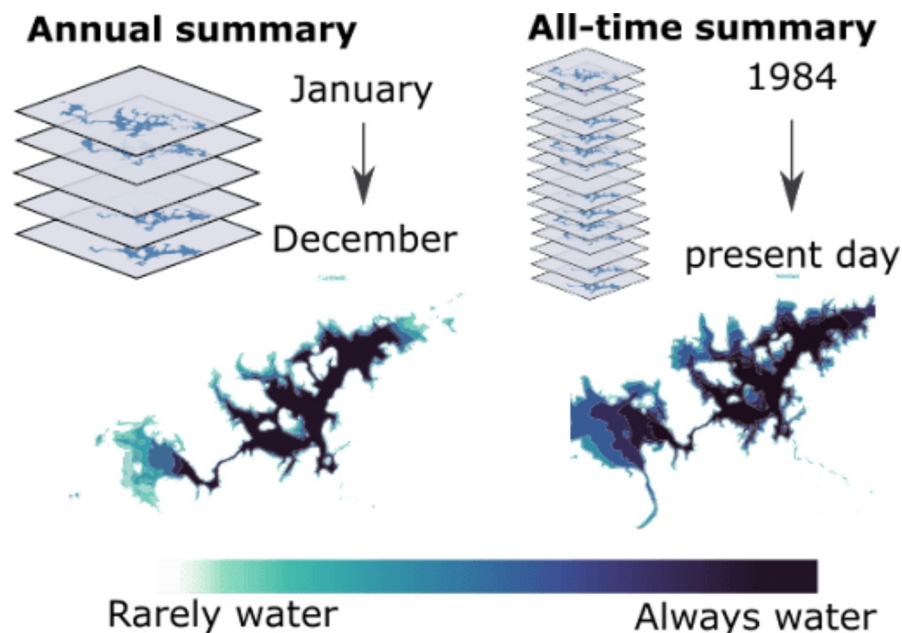 Annual summary
January
December
All-time summary
1984
present day
Rarely water
Always water